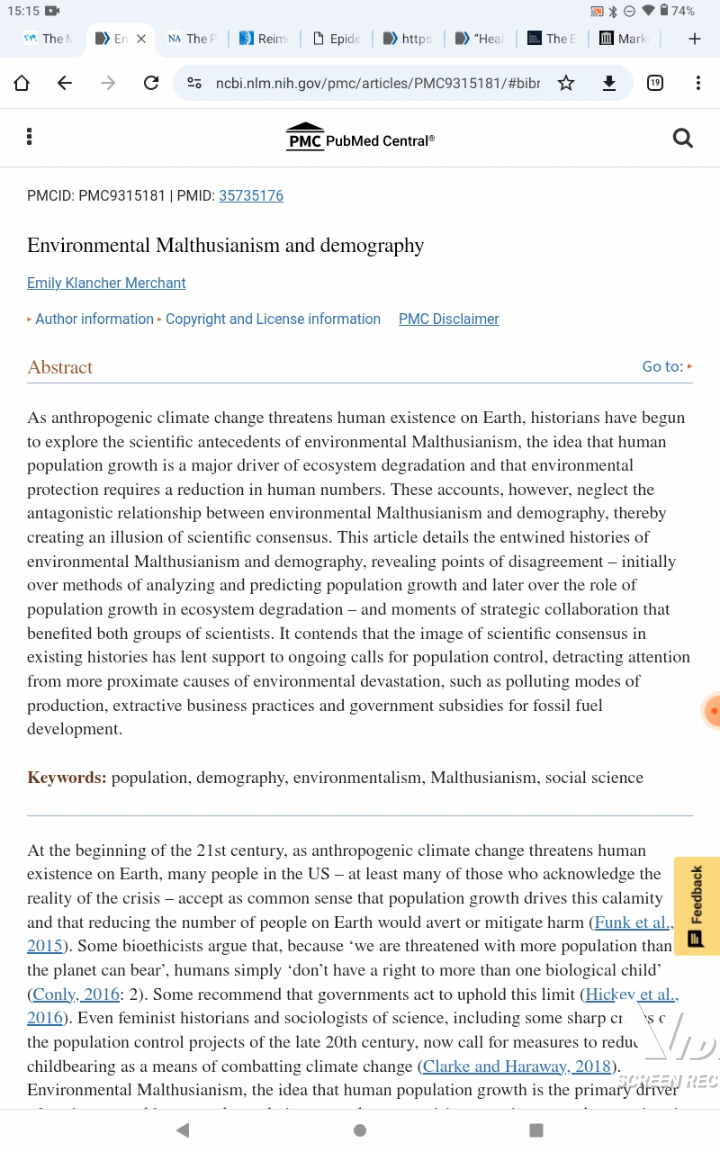 15:15 74%
The M En NA The P Reim Epide https "Heal The E Mark
ncbi.nlm.nih.gov/pmc/articles/PMC9315181/#bibr 19
PMC PubMed Central®
PMCID: PMC9315181 | PMID: 35735176
Environmental Malthusianism and demography
Emily Klancher Merchant
Author information Copyright and License information PMC Disclaimer
Abstract Go to:
As anthropogenic climate change threatens human existence on Earth, historians have begun
to explore the scientific antecedents of environmental Malthusianism, the idea that human
population growth is a major driver of ecosystem degradation and that environmental
protection requires a reduction in human numbers. These accounts, however, neglect the
antagonistic relationship between environmental Malthusianism and demography, thereby
creating an illusion of scientific consensus. This article details the entwined histories of
environmental Malthusianism and demography, revealing points of disagreement – initially
over methods of analyzing and predicting population growth and later over the role of
population growth in ecosystem degradation – and moments of strategic collaboration that
benefited both groups of scientists. It contends that the image of scientific consensus in
existing histories has lent support to ongoing calls for population control, detracting attention
from more proximate causes of environmental devastation, such as polluting modes of
production, extractive business practices and government subsidies for fossil fuel
development.
Keywords: population, demography, environmentalism, Malthusianism, social science
At the beginning of the 21st century, as anthropogenic climate change threatens human
existence on Earth, many people in the US – at least many of those who acknowledge the
reality of the crisis – accept as common sense that population growth drives this calamity
and that reducing the number of people on Earth would avert or mitigate harm (Funk et al.,
2015). Some bioethicists argue that, because ‘we are threatened with more population than
the planet can bear’, humans simply ‘don’t have a right to more than one biological child’
(Conly, 2016: 2). Some recommend that governments act to uphold this limit (Hickey et al.,
2016). Even feminist historians and sociologists of science, including some sharp
the population control projects of the late 20th century, now call for measures to
childbearing as a means of combatting climate change (Clarke and Haraway, 2018).
Environmental Malthusianism, the idea that human population growth is the primary driver
Feedback
SCREEN REC